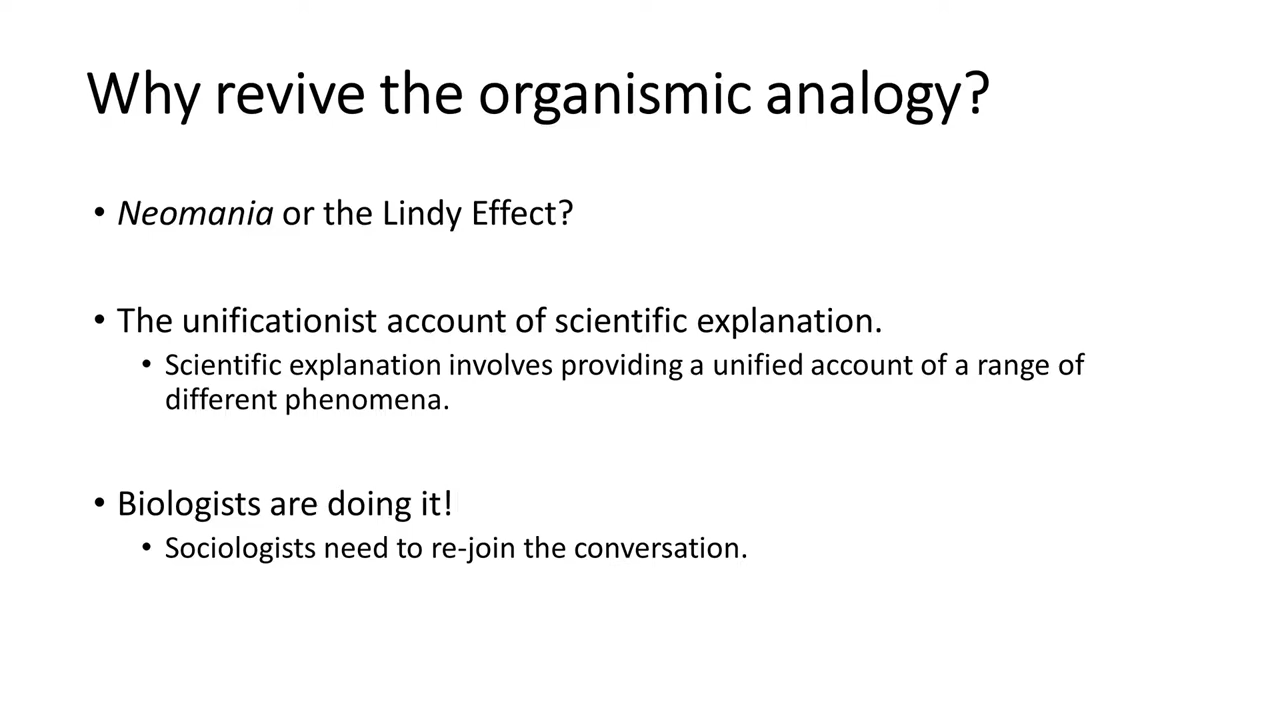 Why revive the organismic analogy?
• Neomania or the Lindy Effect?
• The unificationist account of scientific explanation.
• Scientific explanation involves providing a unified account of a range of
different phenomena.
• Biologists are doing it!
• Sociologists need to re-join the conversation.